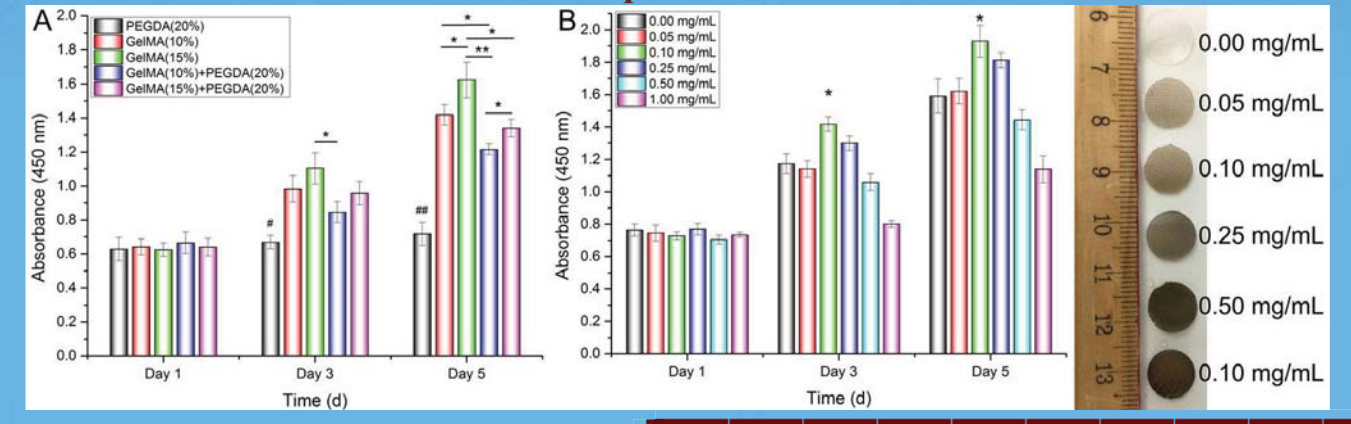 A
PEGDA(20%)
GelMA(10%)
GelMA(15%)
GelMA(10%)+PEGDA(20%)
GelMA(15%)+PEGDA(20%)
Absorbance (450 nm)
2.0
1.8
1.6
1.4
1.2
1.0
0.8
0.6
0.4
0.2
0.0
#
*
##
*
* *
**
*
Day 1 Day 3 Day 5
Time (d)
B
0.00 mg/mL
0.05 mg/mL
0.10 mg/mL
0.25 mg/mL
0.50 mg/mL
1.00 mg/mL
Absorbance (450 nm)
2.0
1.8
1.6
1.4
1.2
1.0
0.8
0.6
0.4
0.2
0.0
*
*
Day 1 Day 3 Day 5
Time (d)
6
7
8
9
10
11
12
13
0.00 mg/mL
0.05 mg/mL
0.10 mg/mL
0.25 mg/mL
0.50 mg/mL
0.10 mg/mL